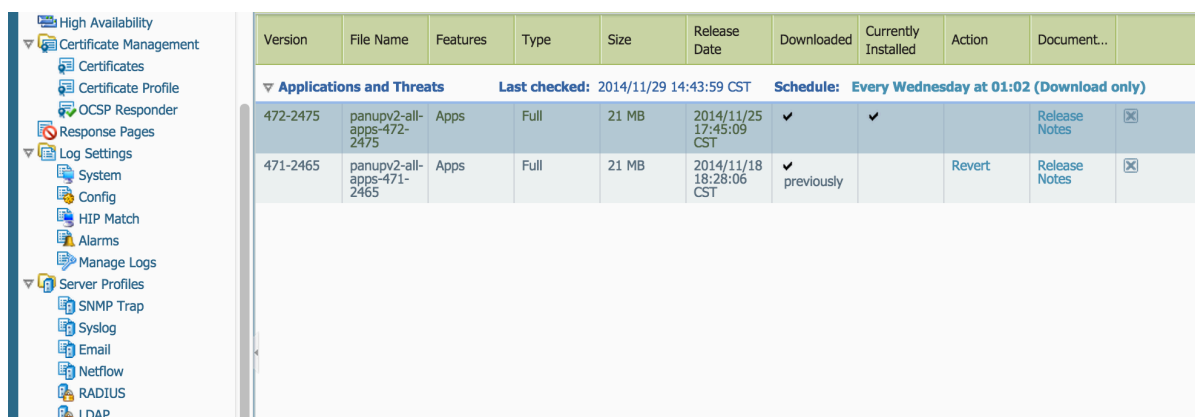 High Availability
Certificate Management
Certificates
Certificate Profile
OCSP Responder
Response Pages
Log Settings
System
Config
HIP Match
Alarms
Manage Logs
Server Profiles
SNMP Trap
Syslog
Email
Netflow
RADIUS
LDAP
Version File Name Features Type Size Release Date Downloaded Currently Installed Action Document...
Applications and Threats Last checked: 2014/11/29 14:43:59 CST Schedule: Every Wednesday at 01:02 (Download only)
472-2475 panupv2-all- Apps Full 21 MB 2014/11/25 ✔ ✔ Release
apps-472- 17:45:09 Notes
2475 CST
471-2465 panupv2-all- Apps Full 21 MB 2014/11/18 ✔ Revert Release
apps-471- 18:28:06 previously Notes
2465 CST